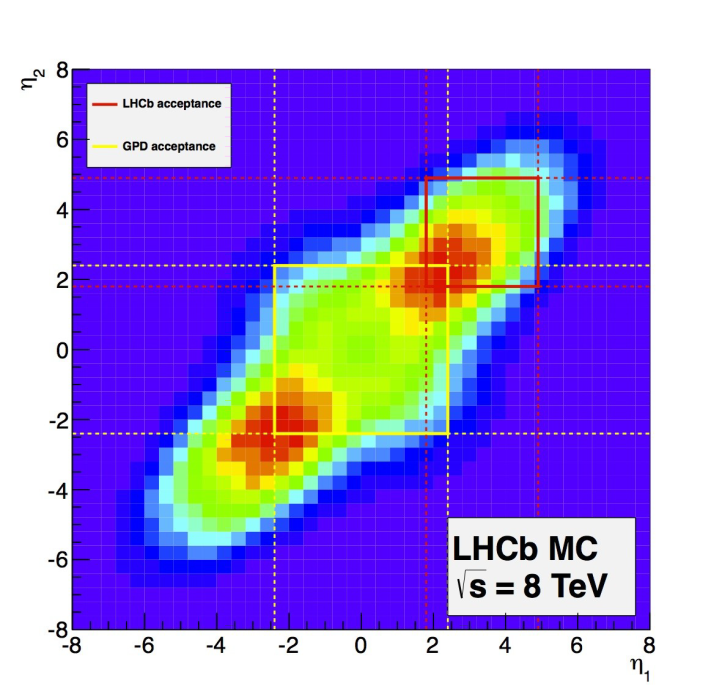 η2
8
6
4
2
0
-2
-4
-6
-8
LHCb acceptance
GPD acceptance
LHCb MC
√s = 8 TeV
-8 -6 -4 -2 0 2 4 6 8
η1